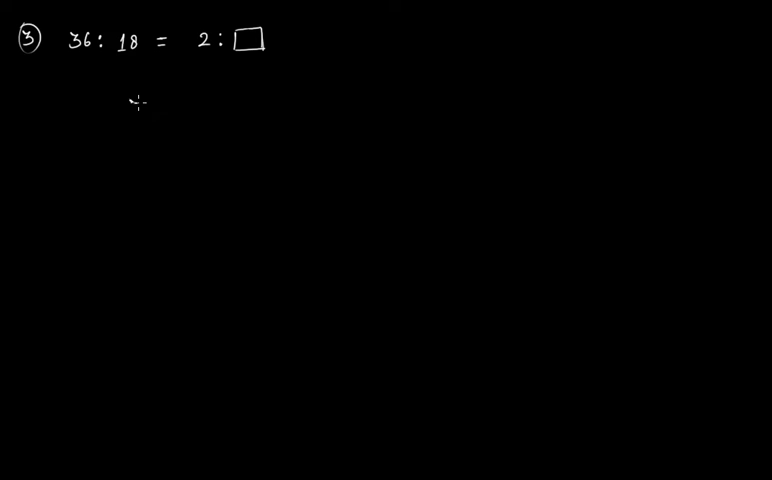 ③ 36 : 18 = 2 : □